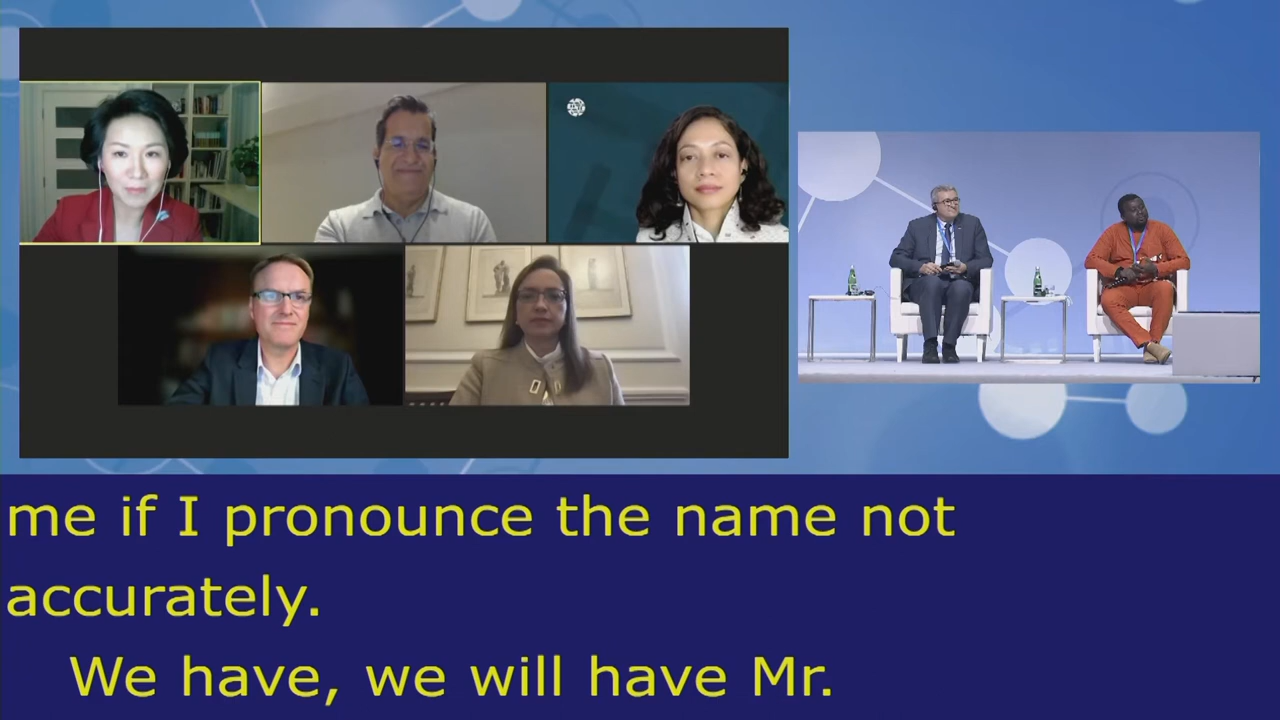 me if I pronounce the name not
accurately.
We have, we will have Mr.